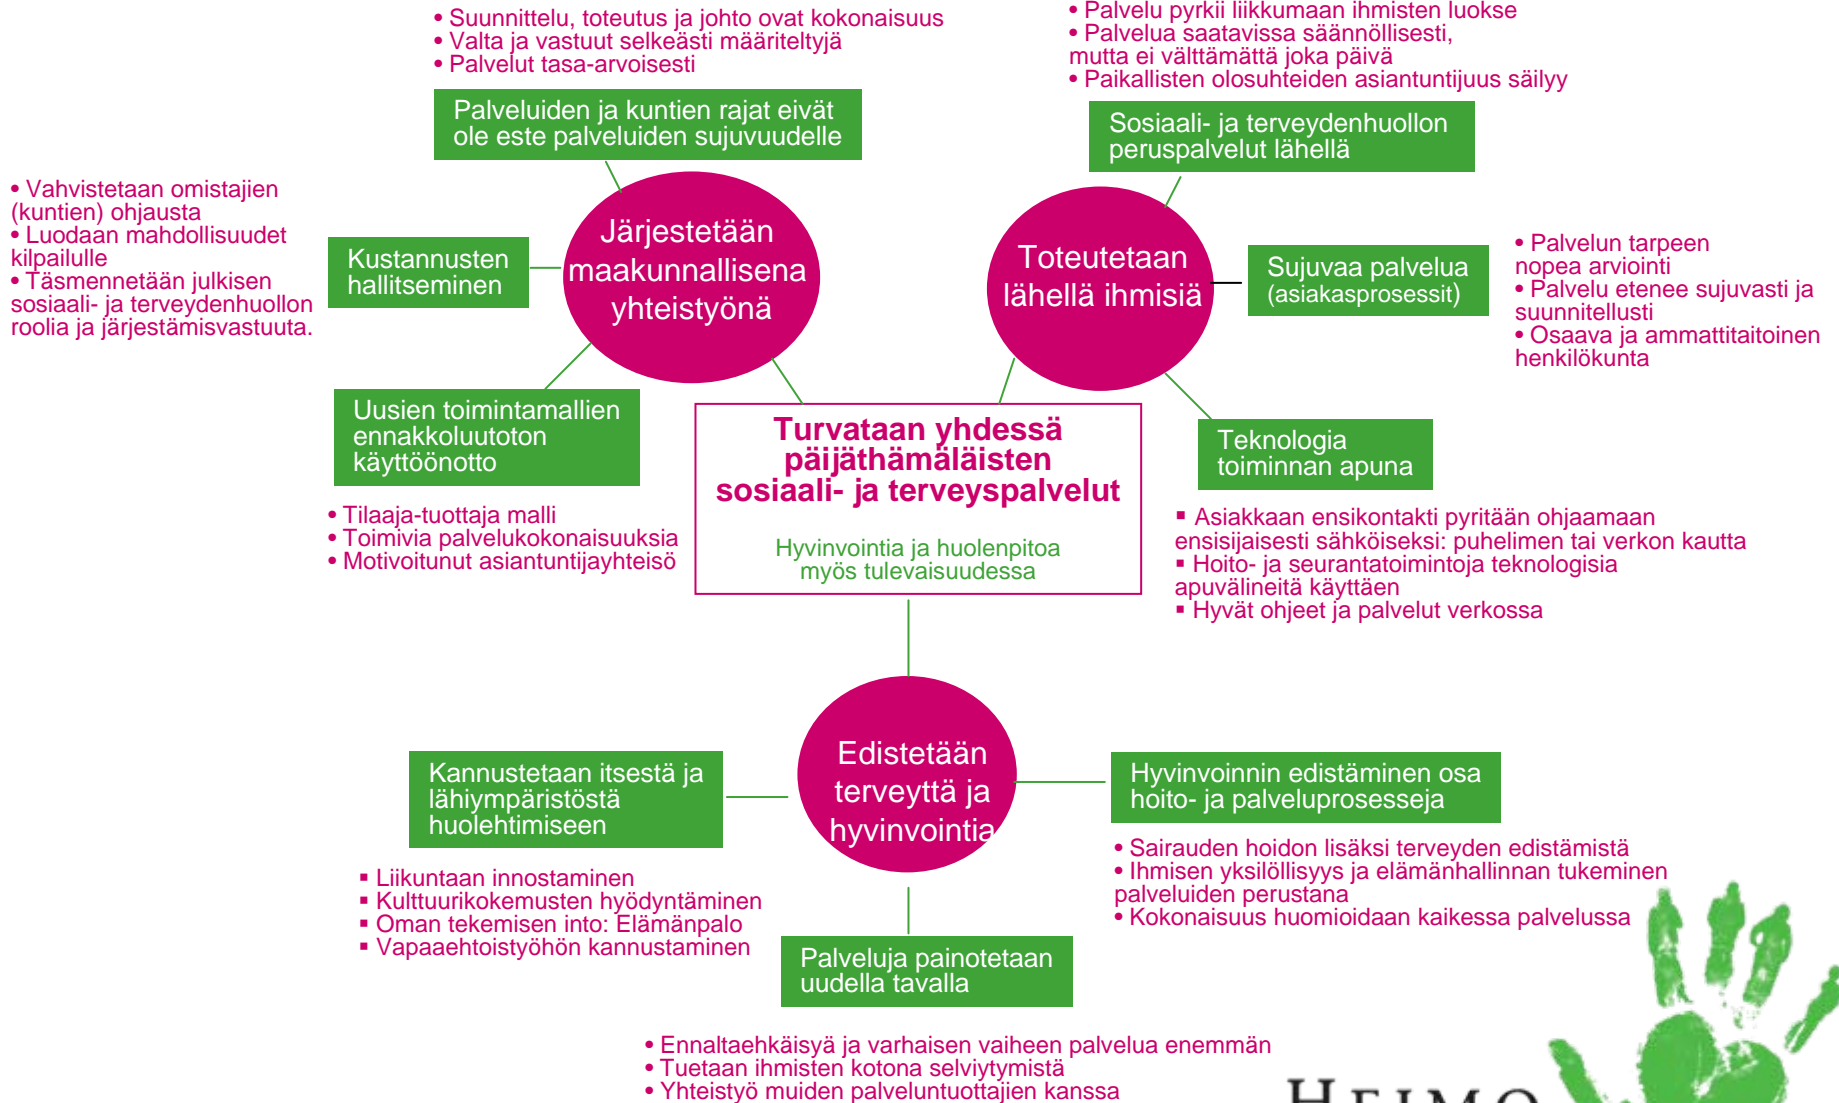 • Suunnittelu, toteutus ja johto ovat kokonaisuus
• Valta ja vastuut selkeästi määriteltyjä
• Palvelut tasa-arvoisesti
Palveluiden ja kuntien rajat eivät
ole este palveluiden sujuvuudelle
• Palvelu pyrkii liikkumaan ihmisten luokse
• Palvelua saatavissa säännöllisesti,
mutta ei välttämättä joka päivä
• Paikallisten olosuhteiden asiantuntijuus säilyy
Sosiaali- ja terveydenhuollon
peruspalvelut lähellä
• Vahvistetaan omistajien
(kuntien) ohjausta
• Luodaan mahdollisuudet
kilpailulle
• Täsmennetään julkisen
sosiaali- ja terveydenhuollon
roolia ja järjestämisvastuuta.
Kustannusten
hallitseminen
Järjestetään
maakunnallisena
yhteistyönä
Toteutetaan
lähellä ihmisiä
Sujuvaa palvelua
(asiakasprosessit)
• Palvelun tarpeen
nopea arviointi
• Palvelu etenee sujuvasti ja
suunnitellusti
• Osaava ja ammattitaitoinen
henkilökunta
Uusien toimintamallien
ennakkoluutoton
käyttöönotto
• Tilaaja-tuottaja malli
• Toimivia palvelukokonaisuuksia
• Motivoitunut asiantuntijayhteisö
Turvataan yhdessä
päijäthämäläisten
sosiaali- ja terveyspalvelut
Hyvinvointia ja huolenpitoa
myös tulevaisuudessa
Teknologia
toiminnan apuna
▪ Asiakkaan ensikontakti pyritään ohjaamaan
ensisijaisesti sähköiseksi: puhelimen tai verkon kautta
▪ Hoito- ja seurantatoimintoja teknologisia
apuvälineitä käyttäen
▪ Hyvät ohjeet ja palvelut verkossa
Edistetään
terveyttä ja
hyvinvointia
Kannustetaan itsestä ja
lähiympäristöstä
huolehtimiseen
▪ Liikuntaan innostaminen
▪ Kulttuurikokemusten hyödyntäminen
▪ Oman tekemisen into: Elämänpalo
▪ Vapaaehtoistyöhön kannustaminen
Hyvinvoinnin edistäminen osa
hoito- ja palveluprosesseja
• Sairauden hoidon lisäksi terveyden edistämistä
• Ihmisen yksilöllisyys ja elämänhallinnan tukeminen
palveluiden perustana
• Kokonaisuus huomioidaan kaikessa palvelussa
Palveluja painotetaan
uudella tavalla
• Ennaltaehkäisyä ja varhaisen vaiheen palvelua enemmän
• Tuetaan ihmisten kotona selviytymistä
• Yhteistyö muiden palveluntuottajien kanssa
HEIMO